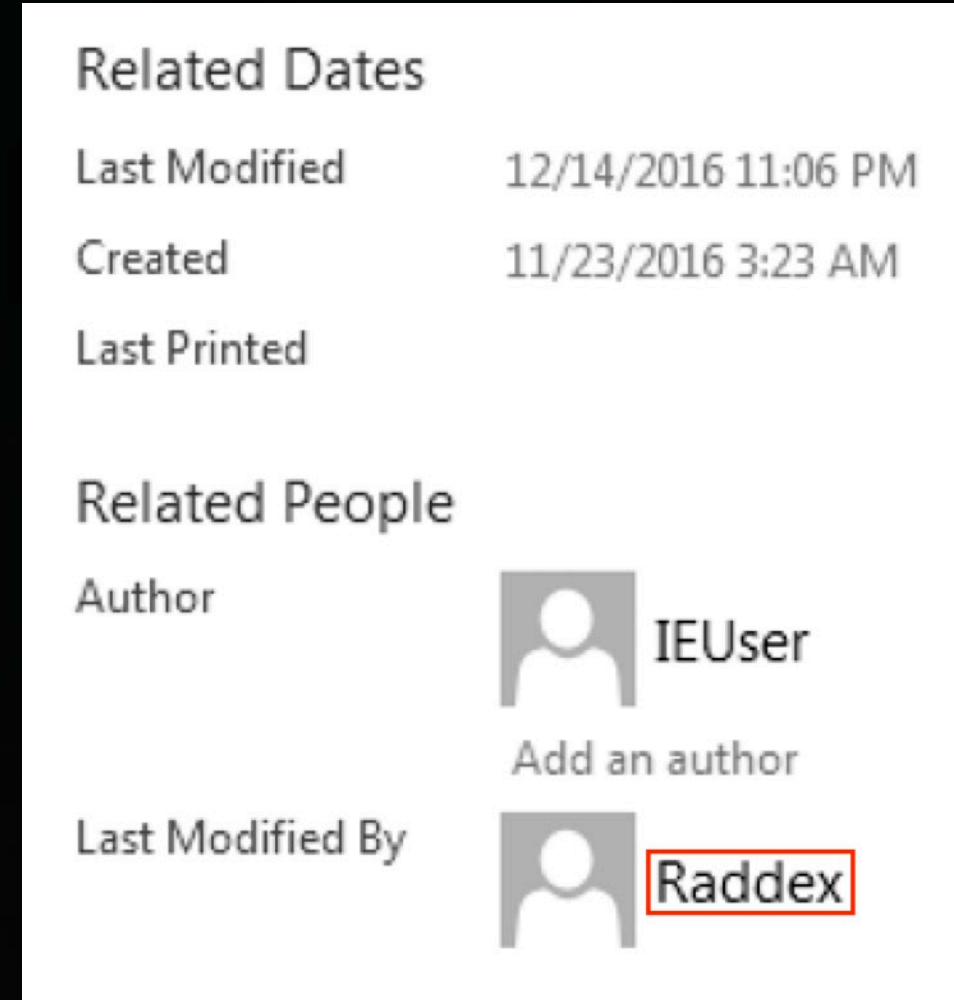 Related Dates
Last Modified 12/14/2016 11:06 PM
Created 11/23/2016 3:23 AM
Last Printed
Related People
Author IEUser
Add an author
Last Modified By Raddex